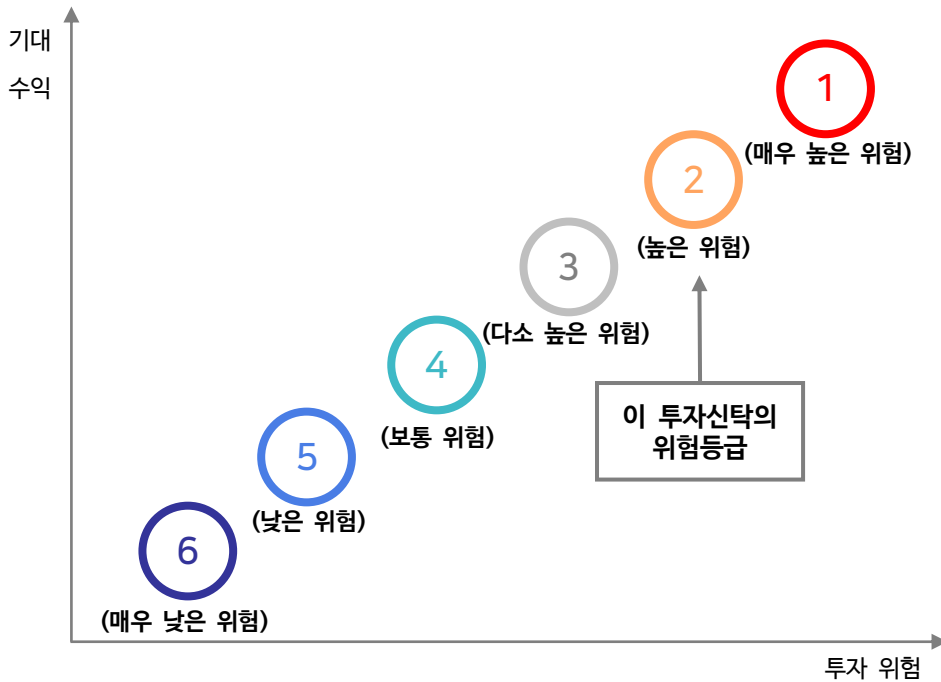 기대
수익
1
(매우 높은 위험)
2
(높은 위험)
3
(다소 높은 위험)
4
(보통 위험)
이 투자신탁의
위험등급
5
(낮은 위험)
6
(매우 낮은 위험)
투자 위험